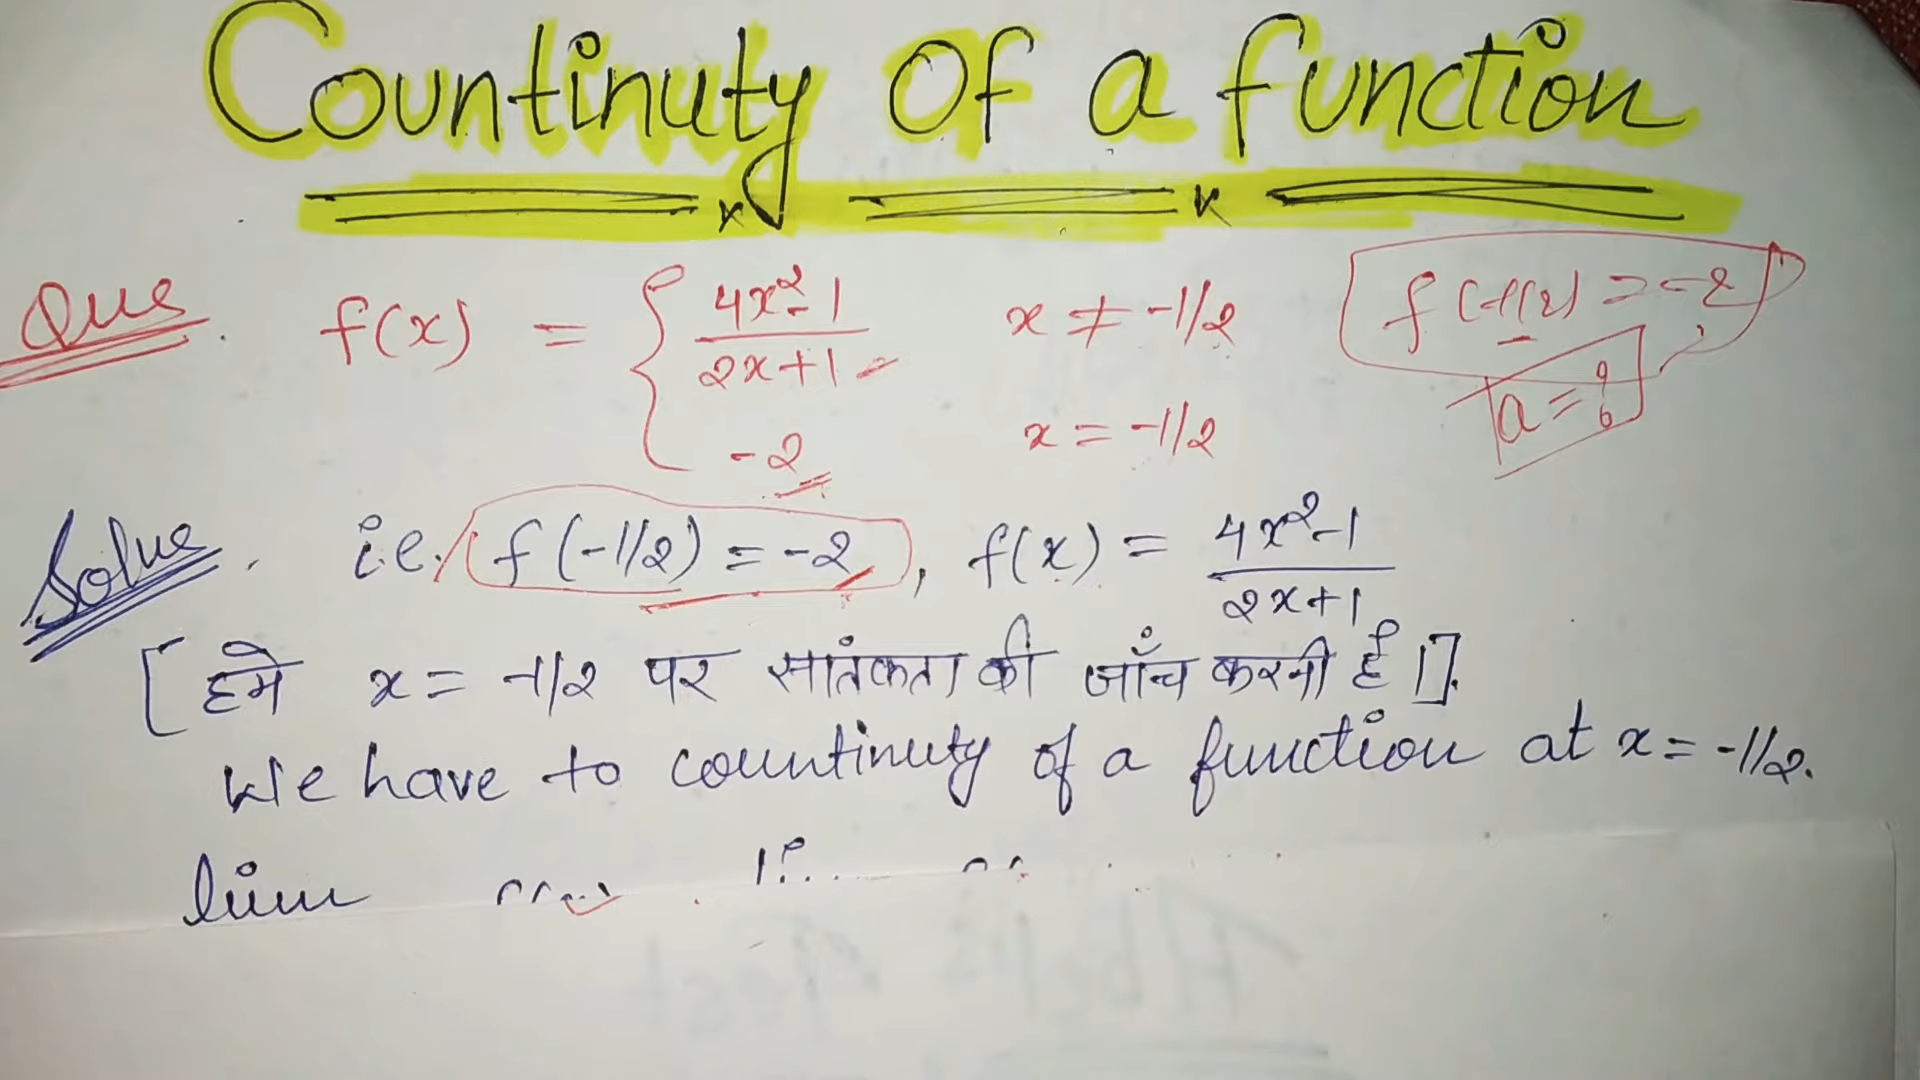 Countinuty Of a function
Que. f(x) = { 4x²-1 / 2x+1 x ≠ -1/2 f(-1/2) = -2
-2 x = -1/2 a = ?
Solue. i.e. f(-1/2) = -2, f(x) = 4x²-1 / 2x+1
[हमे x = -1/2 पर सातंकता की जाँच करनी है।].
We have to countinuty of a function at x = -1/2.
lim